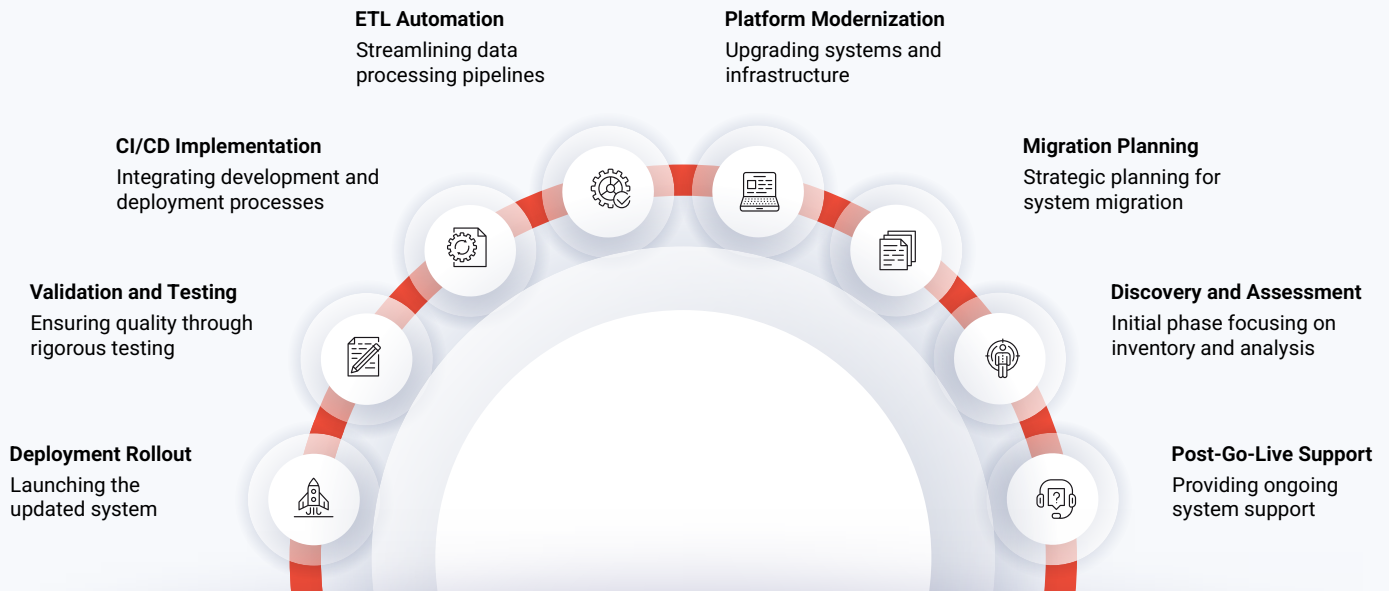 ETL Automation
Streamlining data
processing pipelines
Platform Modernization
Upgrading systems and
infrastructure
CI/CD Implementation
Integrating development and
deployment processes
Migration Planning
Strategic planning for
system migration
Validation and Testing
Ensuring quality through
rigorous testing
Discovery and Assessment
Initial phase focusing on
inventory and analysis
Deployment Rollout
Launching the
updated system
Post-Go-Live Support
Providing ongoing
system support